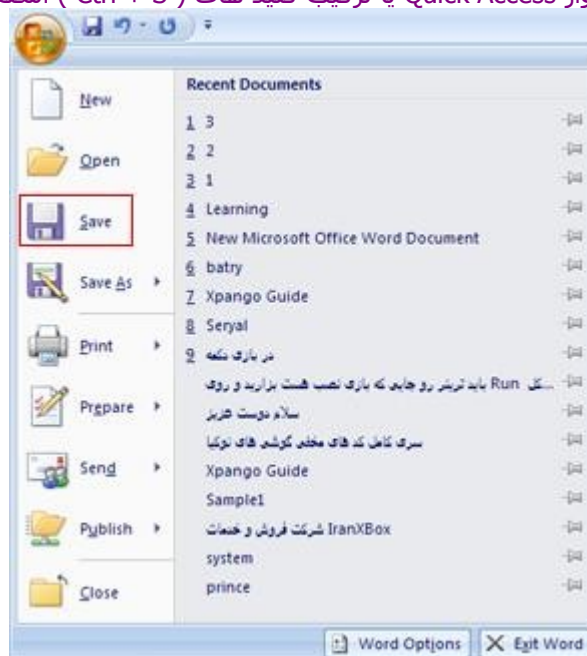 Quick Access یا ترکیب کلید های ( Ctrl + S )
New
Open
Save
Save As
Print
Prepare
Send
Publish
Close
Recent Documents
1 3
2 2
3 1
4 Learning
5 New Microsoft Office Word Document
6 batry
7 Xpango Guide
8 Seryal
9 در بازی دکمه
کل Run باید تریتر رو جایی که بازی نصب هست بزارید و روی...
سلام دوست عزیز
سری کامل کد های مخفی گوشی های نوکیا
Xpango Guide
Sample1
IranXBox شرکت فروش و خدمات
system
prince
Word Options
Exit Word